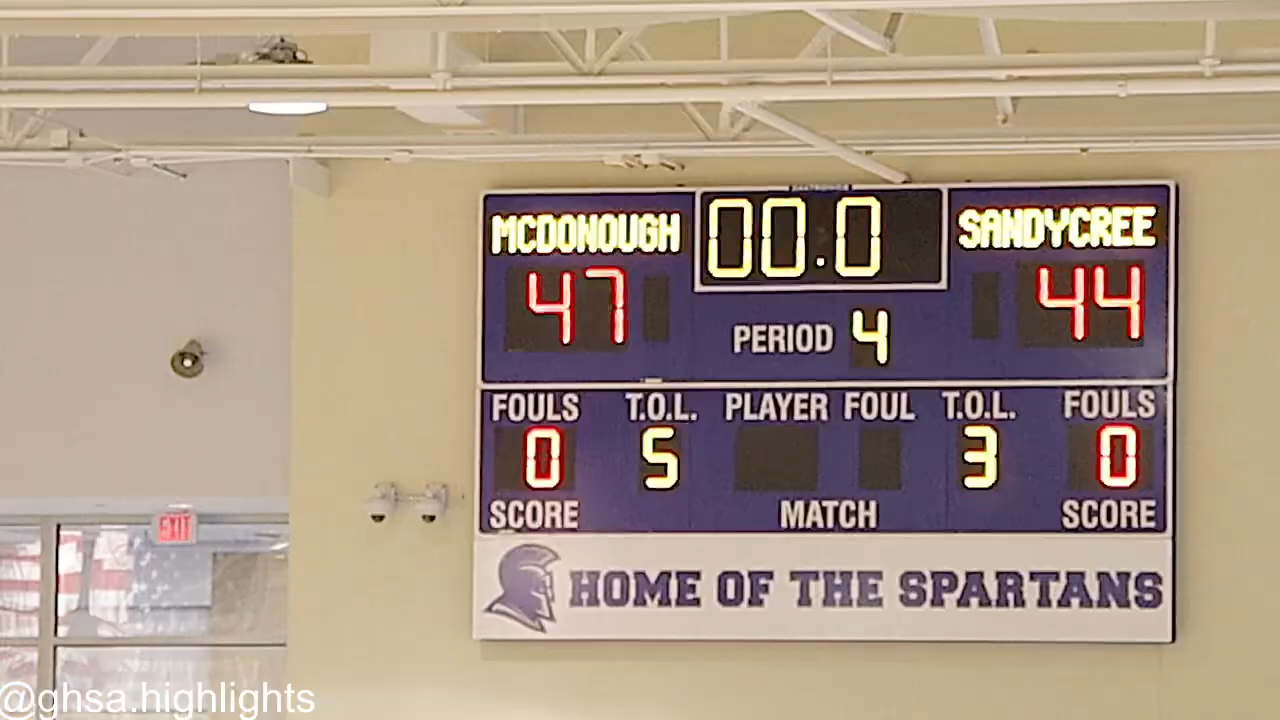 MCDONOUGH 00.0 SANDYCREE
47 44
PERIOD 4
FOULS T.O.L. PLAYER FOUL T.O.L. FOULS
0 5 3 0
SCORE MATCH SCORE
HOME OF THE SPARTANS
EXIT
@ghsa.highlights